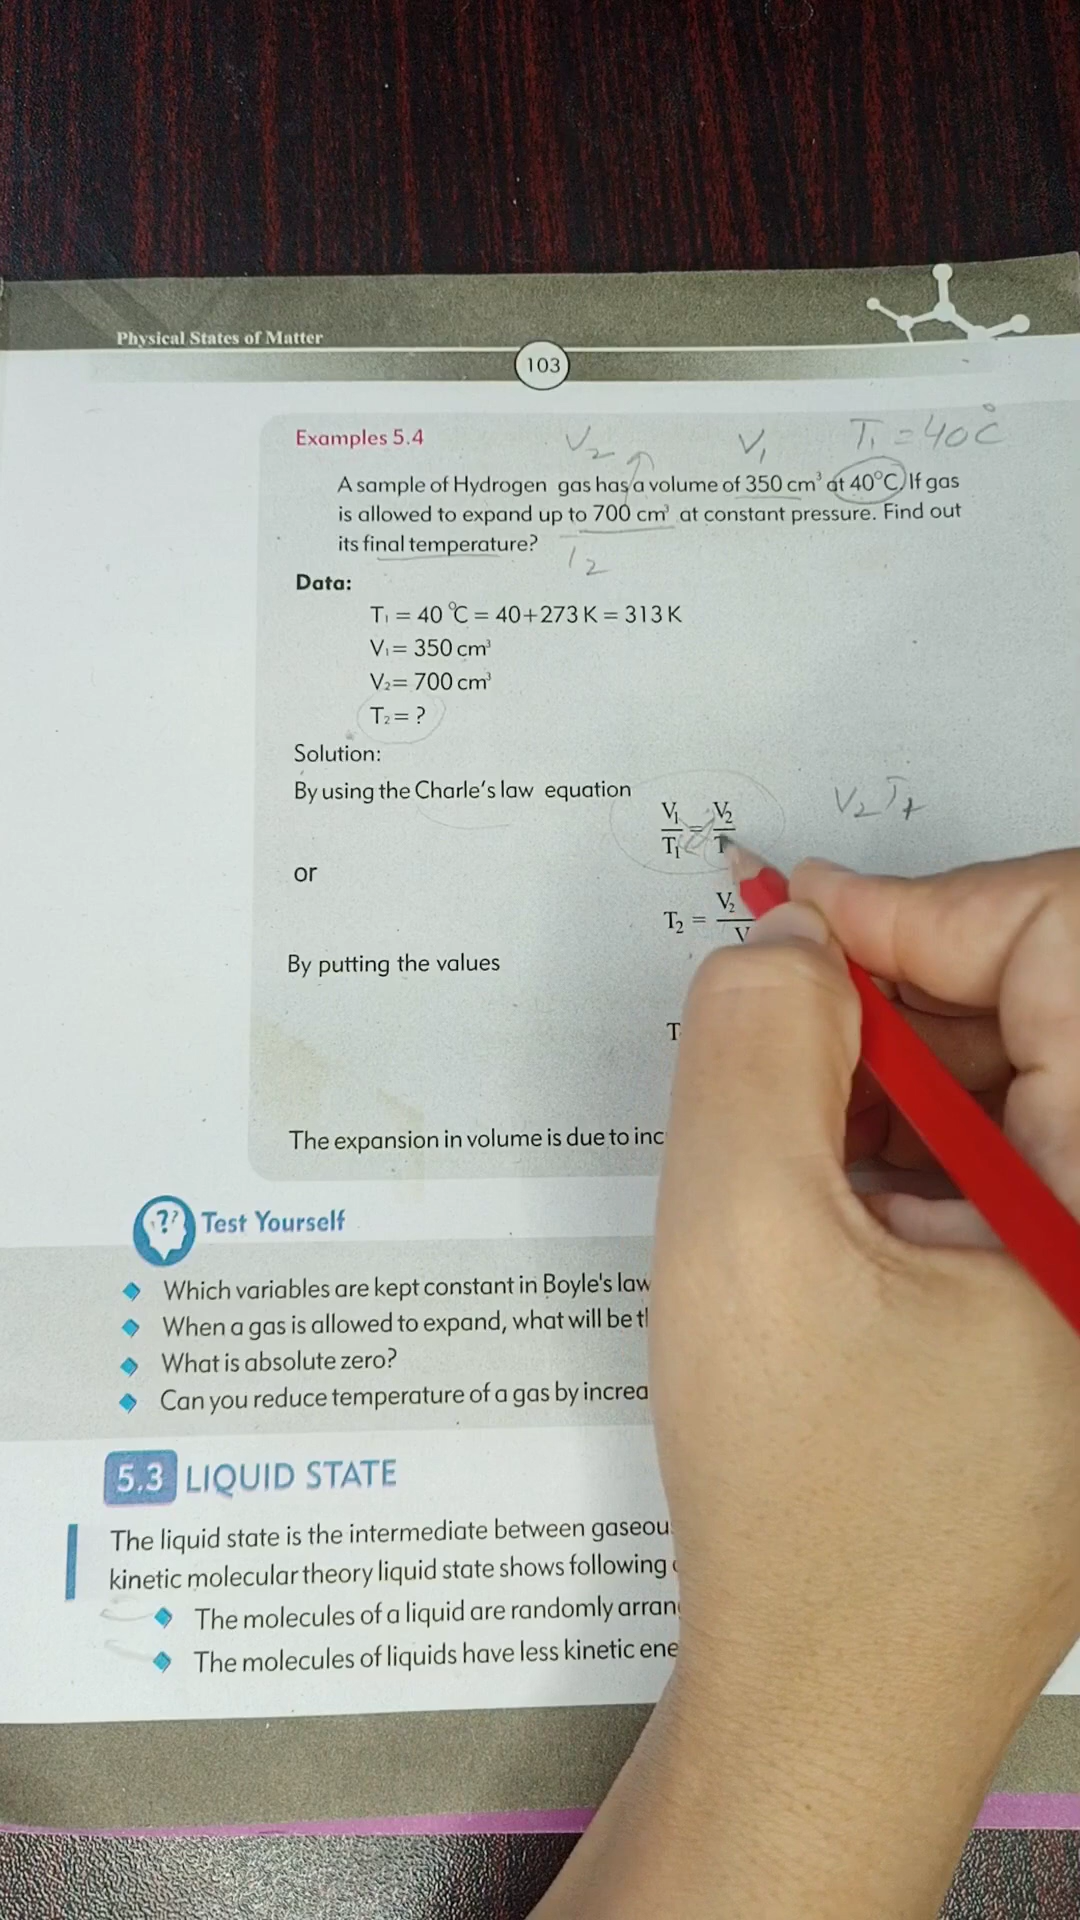 Physical States of Matter
103
Examples 5.4
V₂ V₁ T₁ = 40°C
A sample of Hydrogen gas has a volume of 350 cm³ at 40°C. If gas
is allowed to expand up to 700 cm³ at constant pressure. Find out
its final temperature?
T₂
Data:
T₁ = 40 °C = 40+273 K = 313 K
V₁= 350 cm³
V₂= 700 cm³
T₂= ?
Solution:
By using the Charle's law equation
V₁ = V₂ V₂T₁
T₁ T
or
T₂ = V₂
V
By putting the values
T
The expansion in volume is due to inc
?? Test Yourself
Which variables are kept constant in Boyle's law
When a gas is allowed to expand, what will be t
What is absolute zero?
Can you reduce temperature of a gas by increa
5.3 LIQUID STATE
The liquid state is the intermediate between gaseou
kinetic molecular theory liquid state shows following
The molecules of a liquid are randomly arran
The molecules of liquids have less kinetic ene